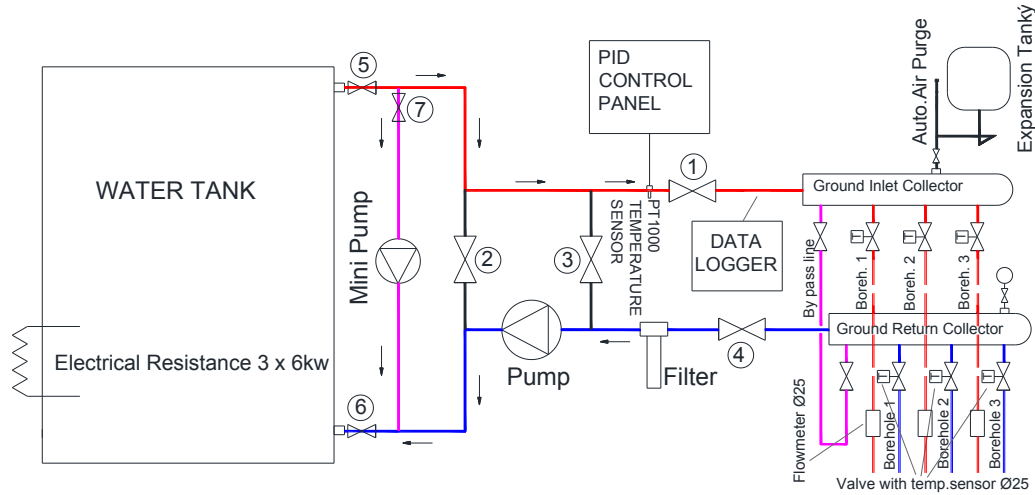 WATER TANK
Electrical Resistance 3 x 6kw
5
7
6
Mini Pump
2
3
Pump
PID
CONTROL
PANEL
PT1000
TEMPERATURE
SENSOR
1
DATA
LOGGER
Filter
4
Auto. Air Purge
Expansion Tanký
Ground Inlet Collector
By pass line
Boreh. 1
Boreh. 2
Boreh. 3
T
T
T
Ground Return Collector
T
T
T
Flowmeter Ø25
Borehole 1
Borehole 2
Borehole 3
Valve with temp.sensor Ø25